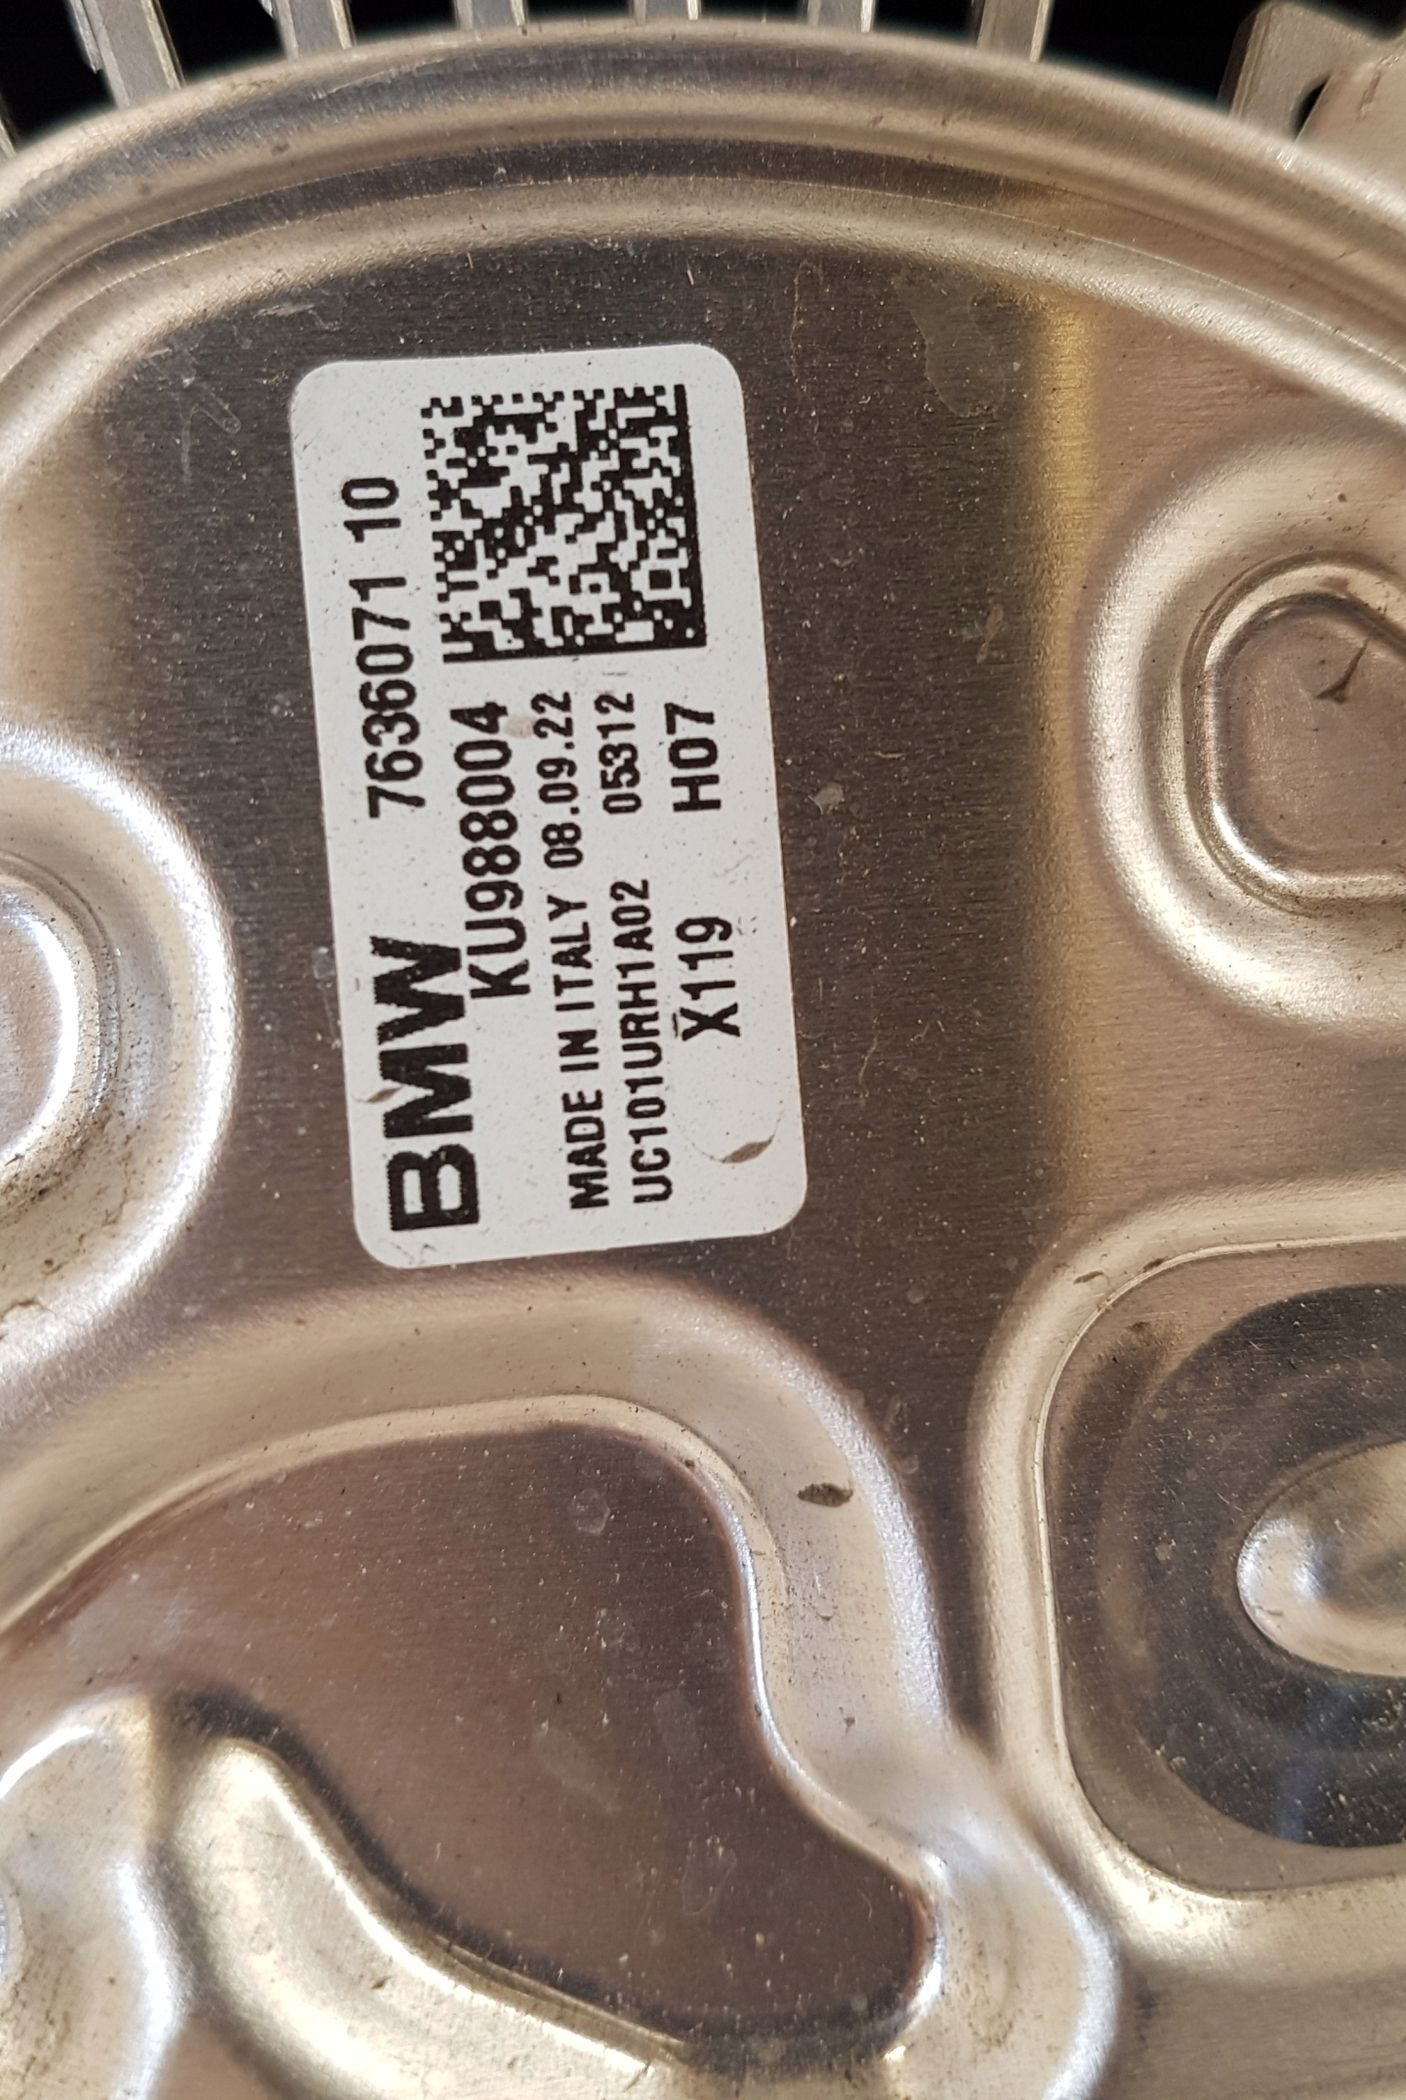 BMW 7636071 10
KU988004
MADE IN ITALY 08.09.22
UC101URH1A02 05312
X119 H07